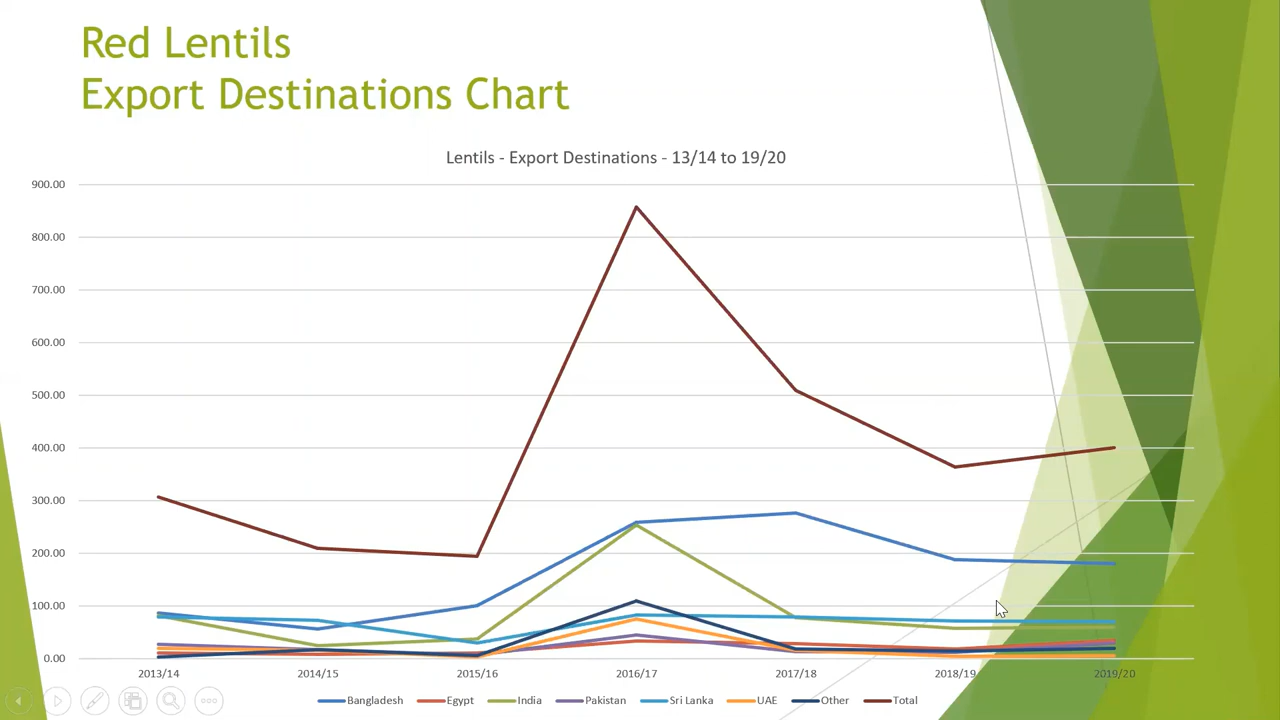 Red Lentils
Export Destinations Chart
Lentils - Export Destinations - 13/14 to 19/20
900.00
800.00
700.00
600.00
500.00
400.00
300.00
200.00
100.00
0.00
2013/14 2014/15 2015/16 2016/17 2017/18 2018/19 2019/20
Bangladesh Egypt India Pakistan Sri Lanka UAE Other Total